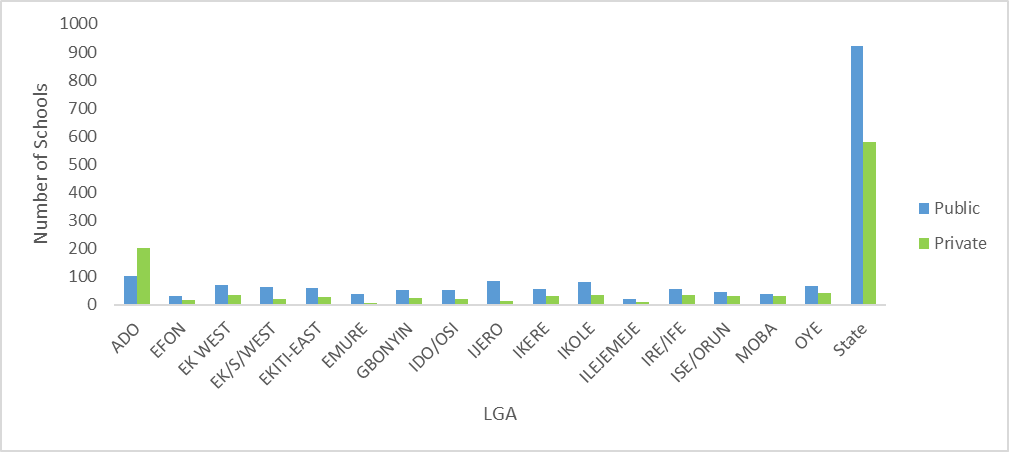 1000
900
800
700
600
500
400
300
200
100
0
Number of Schools
ADO
EFON
EK WEST
EK/S/WEST
EKITI-EAST
EMURE
GBONYIN
IDO/OSI
IJERO
IKERE
IKOLE
ILEJEMEJE
IRE/IFE
ISE/ORUN
MOBA
OYE
State
LGA
Public
Private